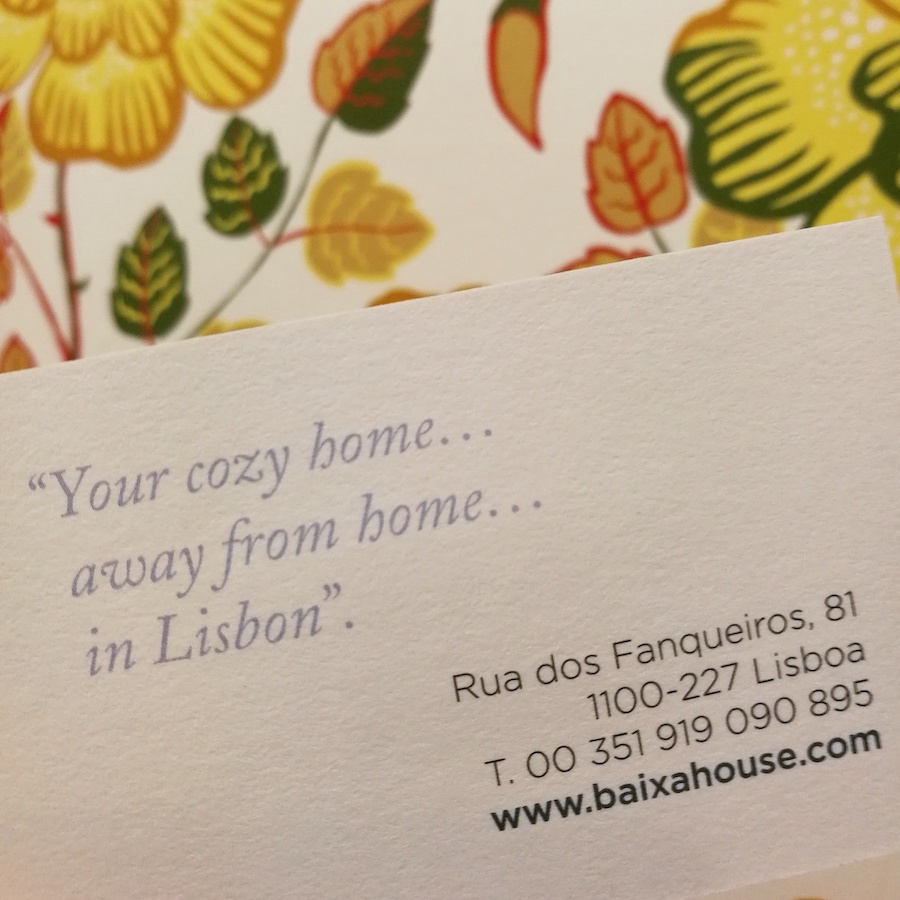 “Your cozy home...
away from home...
in Lisbon”.
Rua dos Fanqueiros, 81
1100-227 Lisboa
T. 00 351 919 090 895
www.baixahouse.com